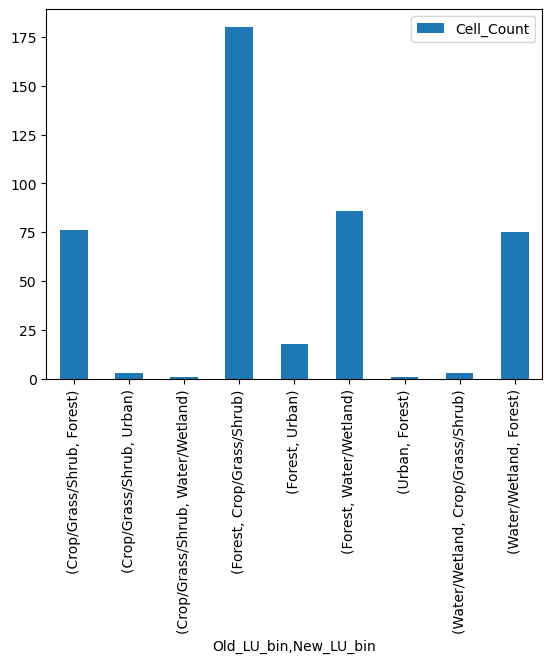 175
150
125
100
75
50
25
0
Cell_Count
(Crop/Grass/Shrub, Forest)
(Crop/Grass/Shrub, Urban)
(Crop/Grass/Shrub, Water/Wetland)
(Forest, Crop/Grass/Shrub)
(Forest, Urban)
(Forest, Water/Wetland)
(Urban, Forest)
(Water/Wetland, Crop/Grass/Shrub)
(Water/Wetland, Forest)
Old_LU_bin,New_LU_bin